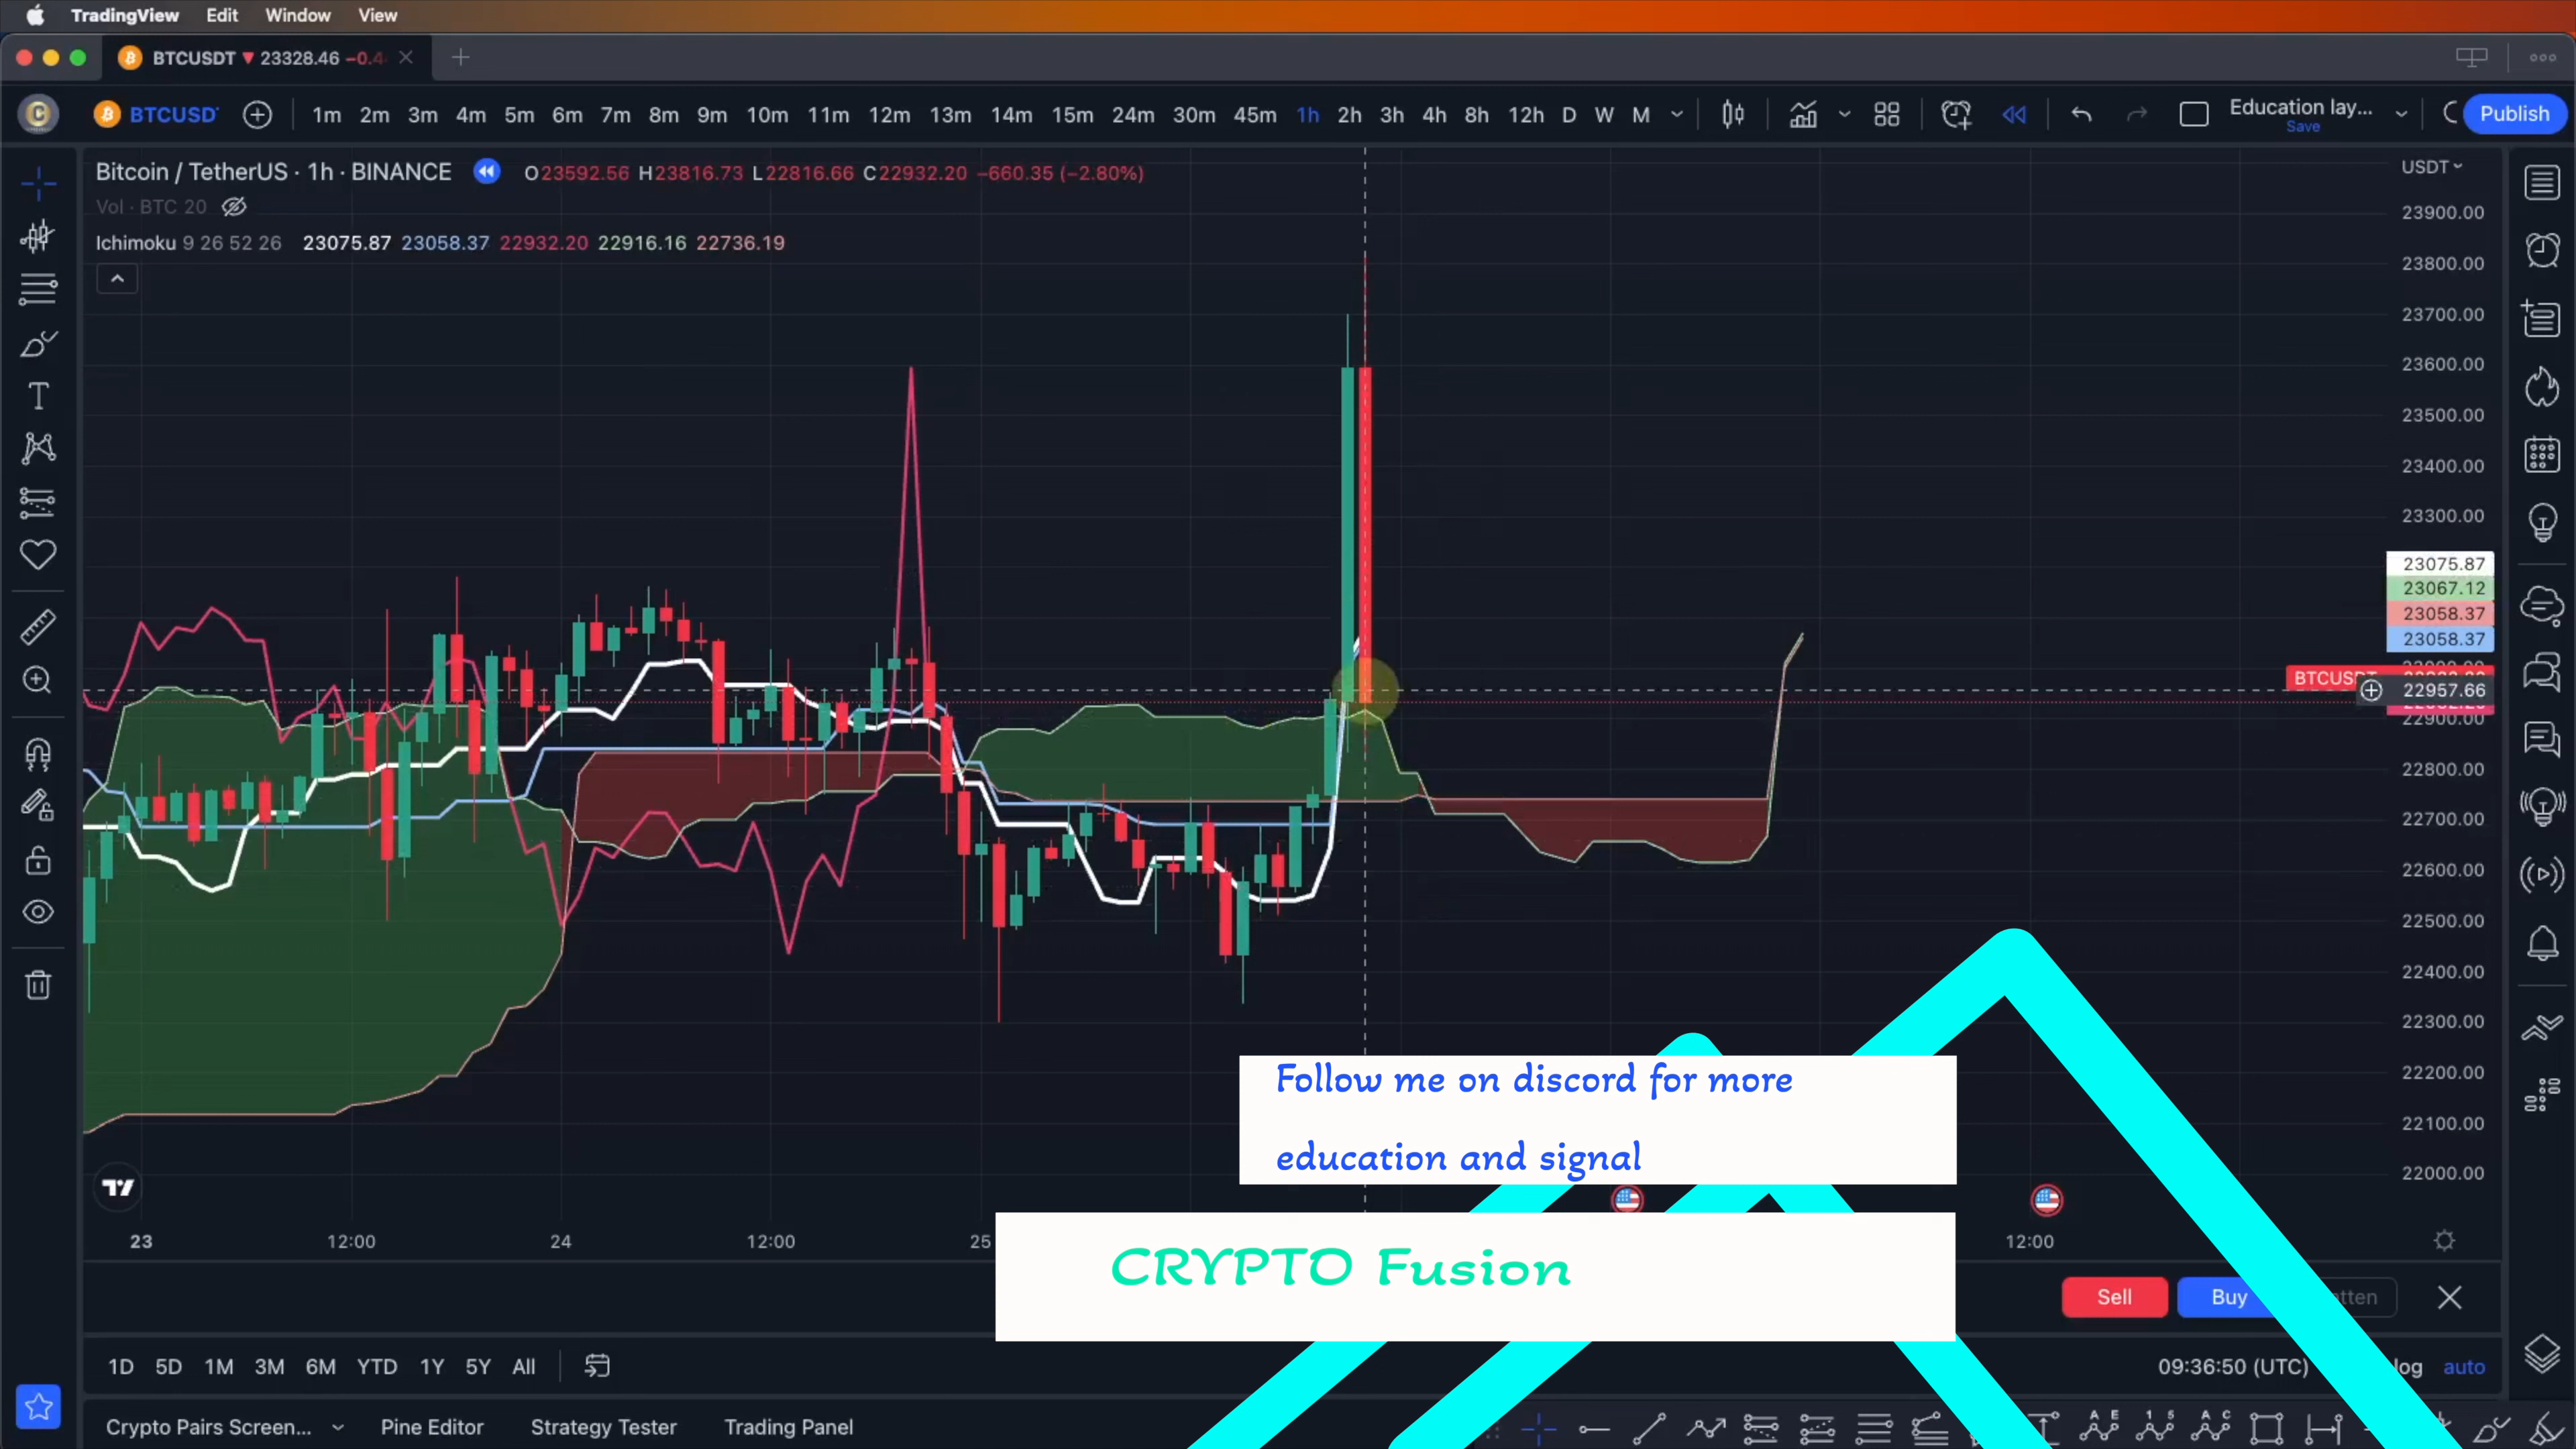 TradingView Edit Window View
BTCUSDT 23328.46 −0.4
BTCUSD 1m 2m 3m 4m 5m 6m 7m 8m 9m 10m 11m 12m 13m 14m 15m 24m 30m 45m 1h 2h 3h 4h 8h 12h D W M Education lay... Save Publish
Bitcoin / TetherUS · 1h · BINANCE O23592.56 H23816.73 L22816.66 C22932.20 −660.35 (−2.80%)
Vol · BTC 20
Ichimoku 9 26 52 26 23075.87 23058.37 22932.20 22916.16 22736.19
USDT
23900.00
23800.00
23700.00
23600.00
23500.00
23400.00
23300.00
23075.87
23067.12
23058.37
23058.37
BTCUSDT
22957.66
22900.00
22800.00
22700.00
22600.00
22500.00
22400.00
22300.00
22200.00
22100.00
22000.00
Follow me on discord for more
education and signal
23 12:00 24 12:00 25 12:00
CRYPTO Fusion
Sell Buy
1D 5D 1M 3M 6M YTD 1Y 5Y All 09:36:50 (UTC) log auto
Crypto Pairs Screen... Pine Editor Strategy Tester Trading Panel